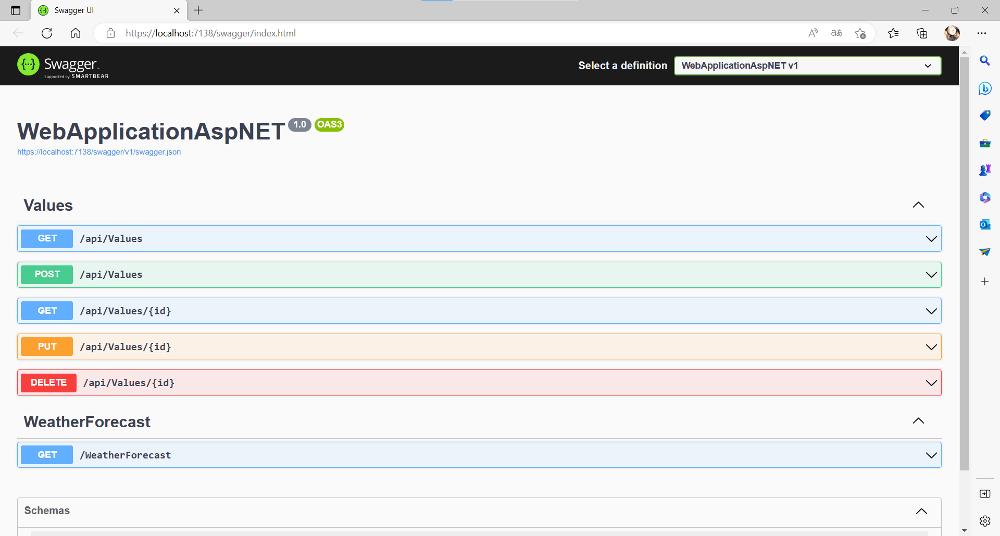 Swagger UI
https://localhost:7138/swagger/index.html
Swagger
Supported by SMARTBEAR
Select a definition
WebApplicationAspNET v1
WebApplicationAspNET 1.0 OAS3
https://localhost:7138/swagger/v1/swagger.json
Values
GET /api/Values
POST /api/Values
GET /api/Values/{id}
PUT /api/Values/{id}
DELETE /api/Values/{id}
WeatherForecast
GET /WeatherForecast
Schemas